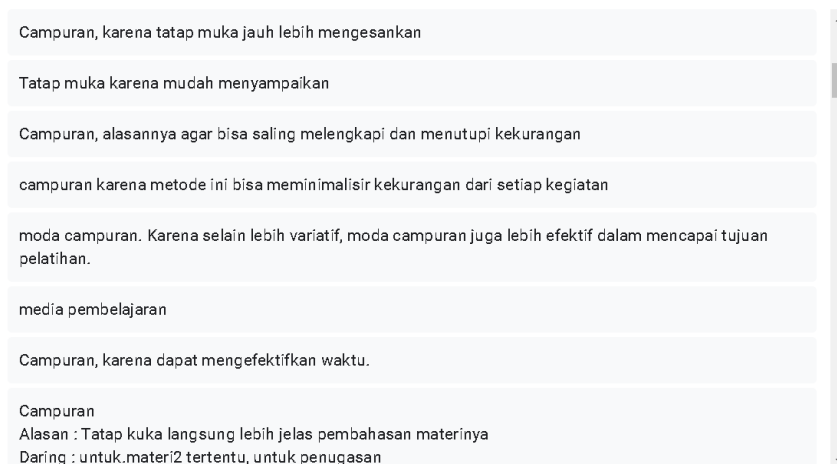 Campuran, karena tatap muka jauh lebih mengesankan
Tatap muka karena mudah menyampaikan
Campuran, alasannya agar bisa saling melengkapi dan menutupi kekurangan
campuran karena metode ini bisa meminimalisir kekurangan dari setiap kegiatan
moda campuran. Karena selain lebih variatif, moda campuran juga lebih efektif dalam mencapai tujuan
pelatihan.
media pembelajaran
Campuran, karena dapat mengefektifkan waktu.
Campuran
Alasan : Tatap kuka langsung lebih jelas pembahasan materinya
Daring : untuk.materi2 tertentu, untuk penugasan